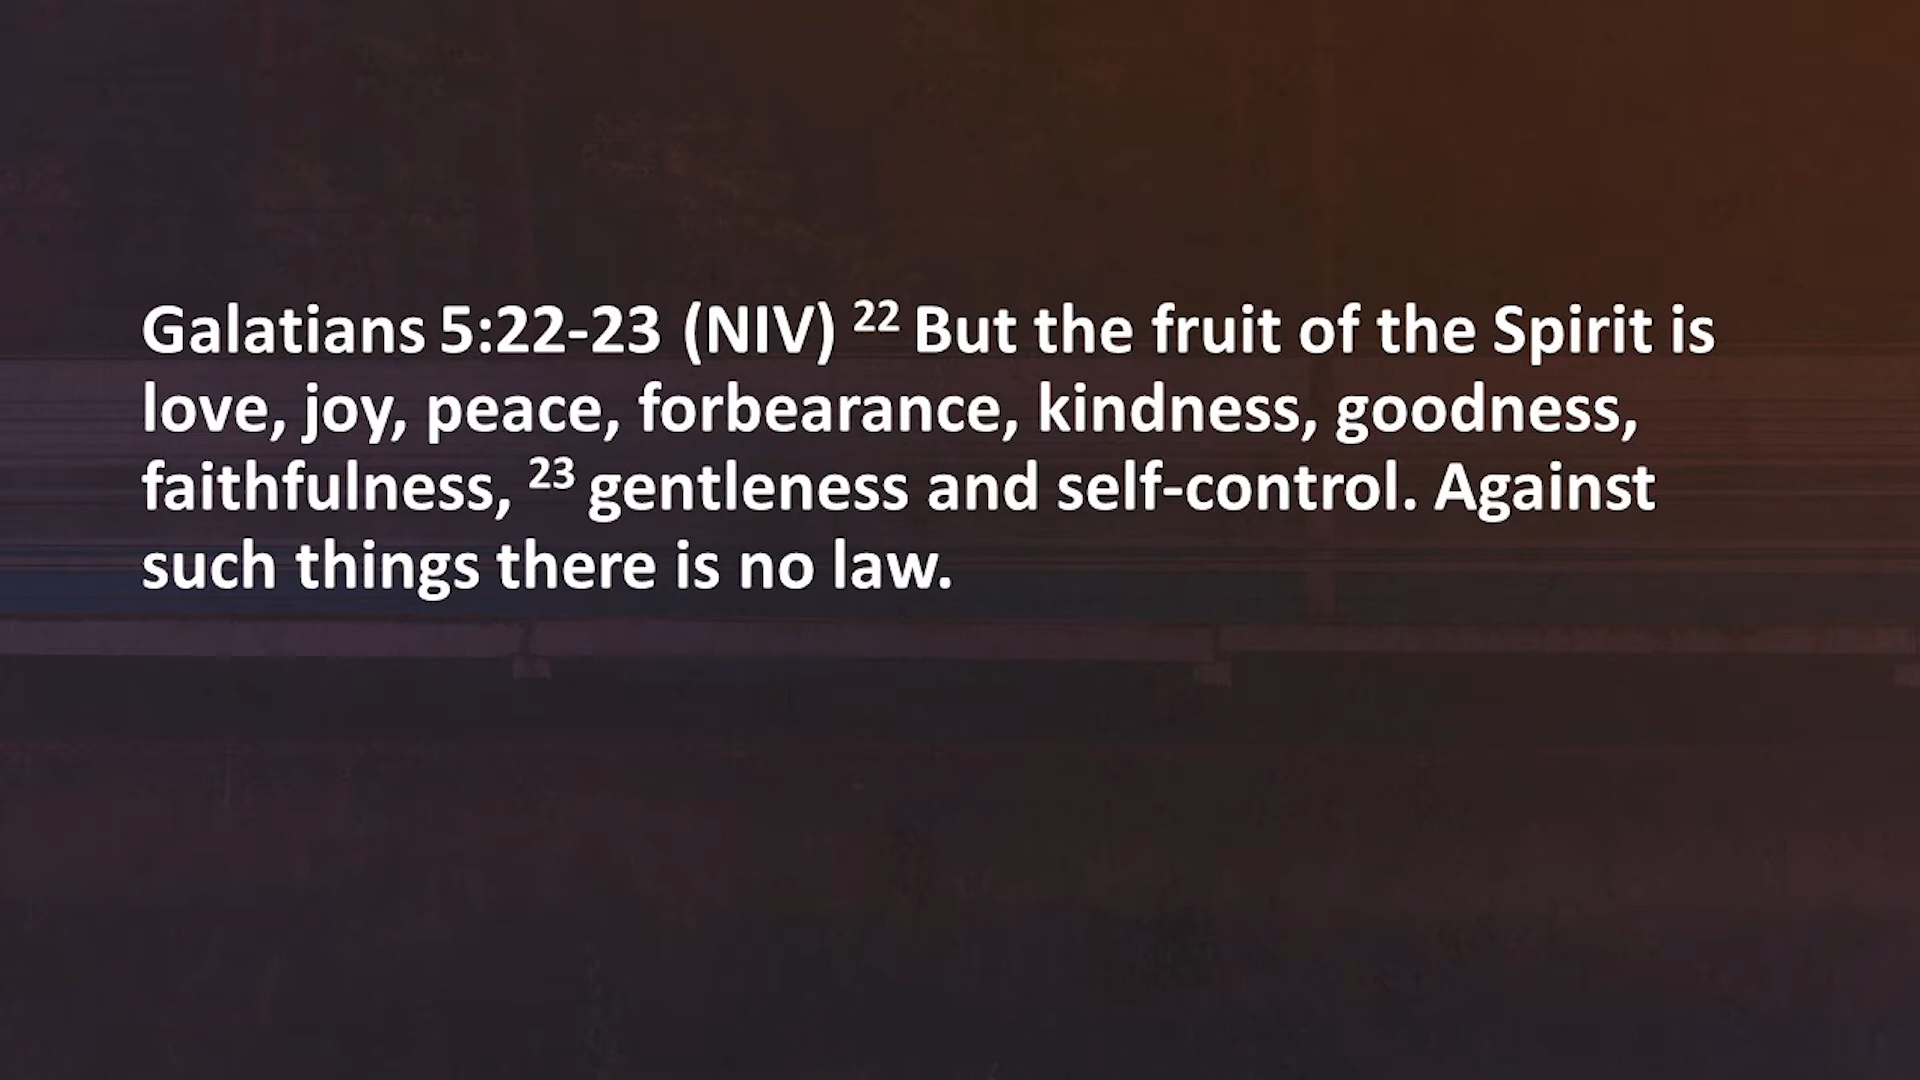 Galatians 5:22-23 (NIV) 22 But the fruit of the Spirit is
love, joy, peace, forbearance, kindness, goodness,
faithfulness, 23 gentleness and self-control. Against
such things there is no law.